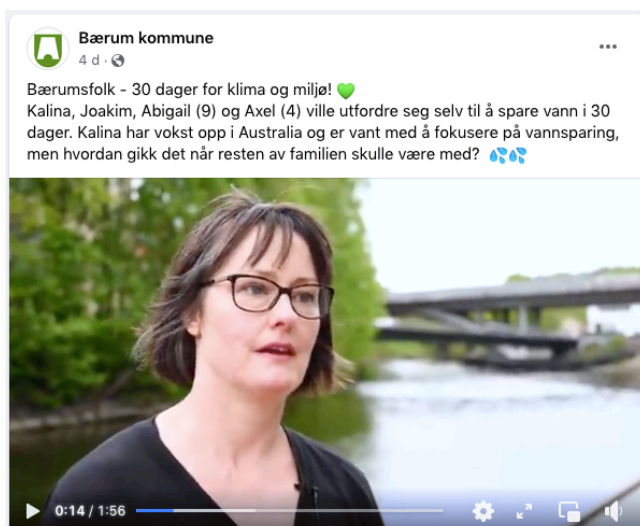 Bærum kommune
4 d ·
Bærumsfolk - 30 dager for klima og miljø! 💚
Kalina, Joakim, Abigail (9) og Axel (4) ville utfordre seg selv til å spare vann i 30
dager. Kalina har vokst opp i Australia og er vant med å fokusere på vannsparing,
men hvordan gikk det når resten av familien skulle være med? 💦💦
0:14 / 1:56